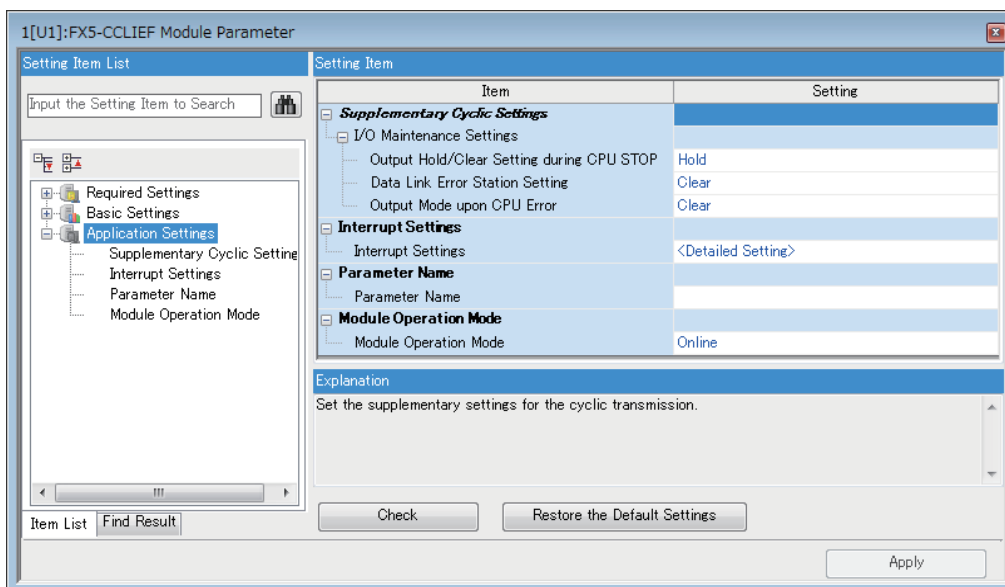 1[U1]:FX5-CCLIEF Module Parameter
Setting Item List
Input the Setting Item to Search
Required Settings
Basic Settings
Application Settings
Supplementary Cyclic Setting
Interrupt Settings
Parameter Name
Module Operation Mode
Item List Find Result
Setting Item
Item Setting
Supplementary Cyclic Settings
I/O Maintenance Settings
Output Hold/Clear Setting during CPU STOP Hold
Data Link Error Station Setting Clear
Output Mode upon CPU Error Clear
Interrupt Settings
Interrupt Settings <Detailed Setting>
Parameter Name
Parameter Name
Module Operation Mode
Module Operation Mode Online
Explanation
Set the supplementary settings for the cyclic transmission.
Check Restore the Default Settings
Apply